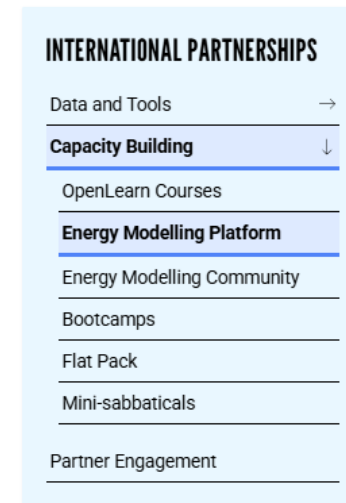 INTERNATIONAL PARTNERSHIPS
Data and Tools →
Capacity Building ↓
OpenLearn Courses
Energy Modelling Platform
Energy Modelling Community
Bootcamps
Flat Pack
Mini-sabbaticals
Partner Engagement